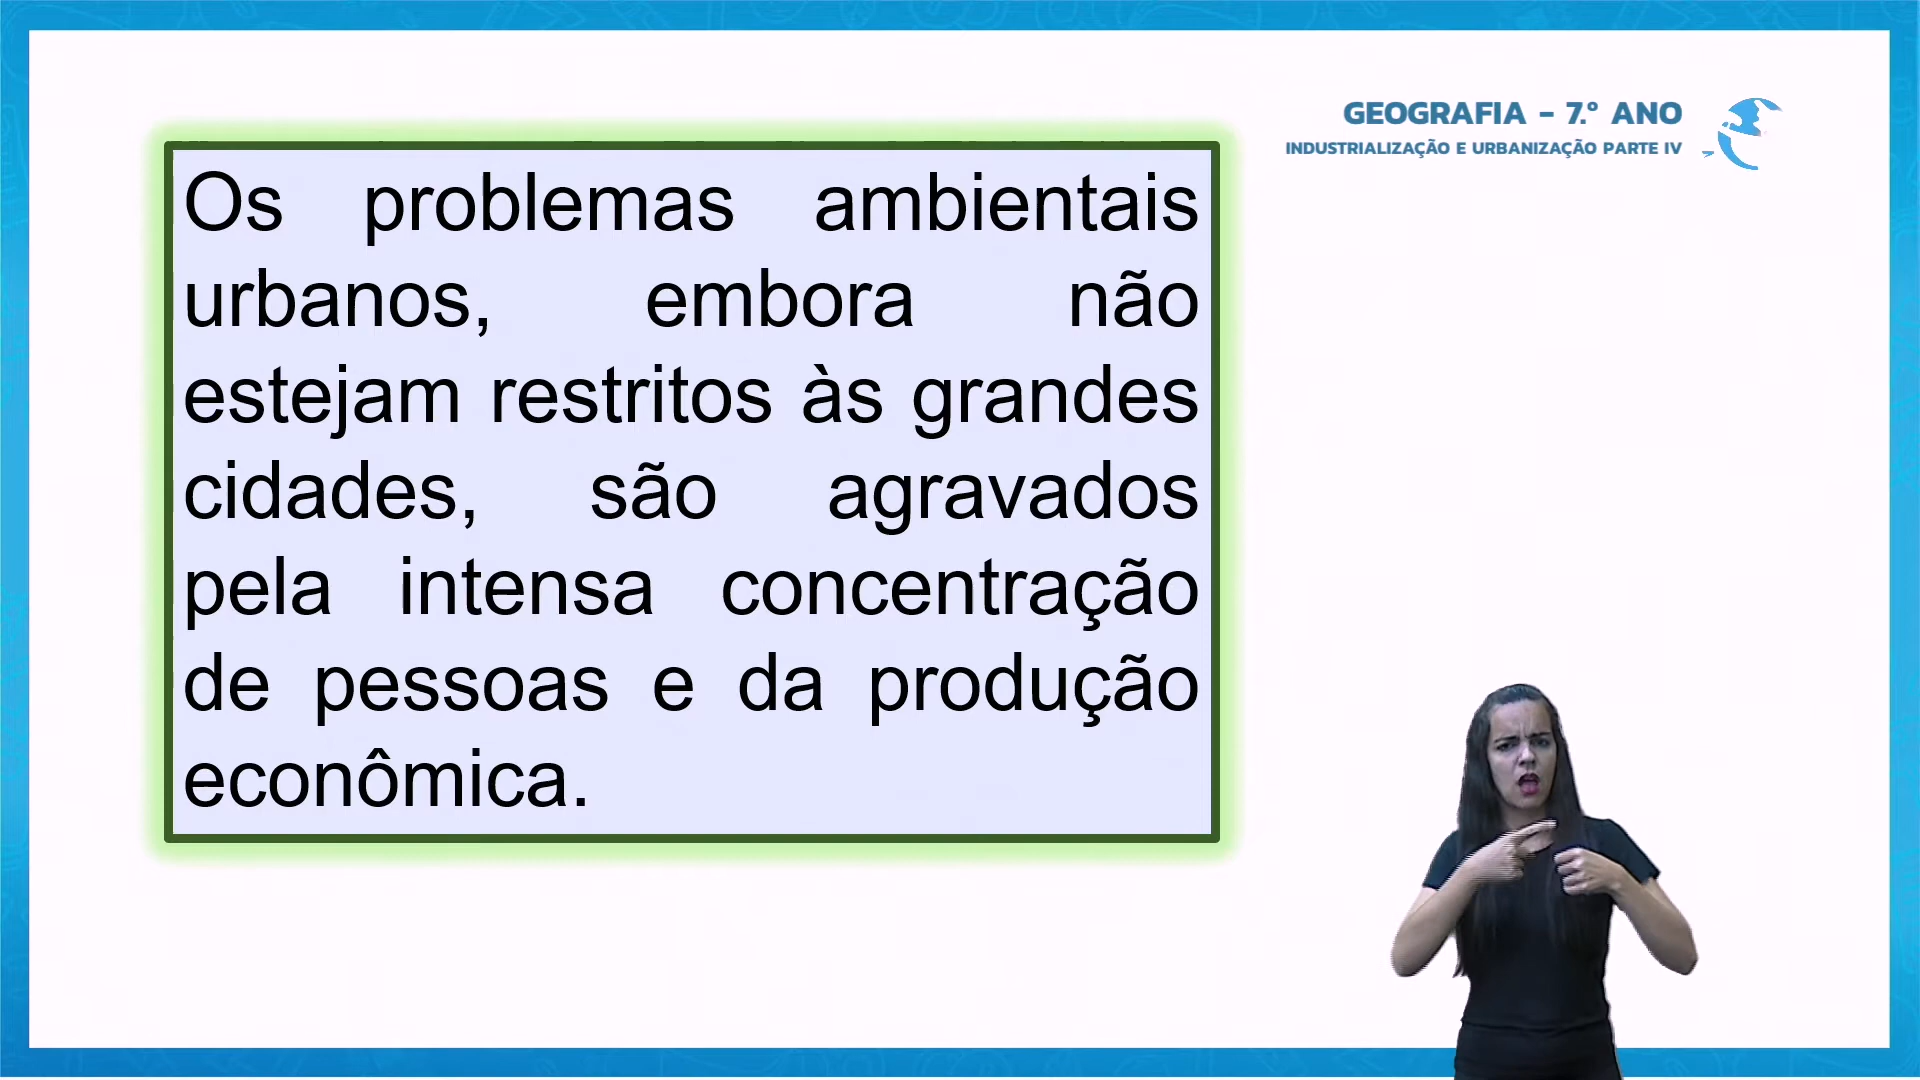 GEOGRAFIA - 7.º ANO
INDUSTRIALIZAÇÃO E URBANIZAÇÃO PARTE IV
Os problemas ambientais
urbanos, embora não
estejam restritos às grandes
cidades, são agravados
pela intensa concentração
de pessoas e da produção
econômica.